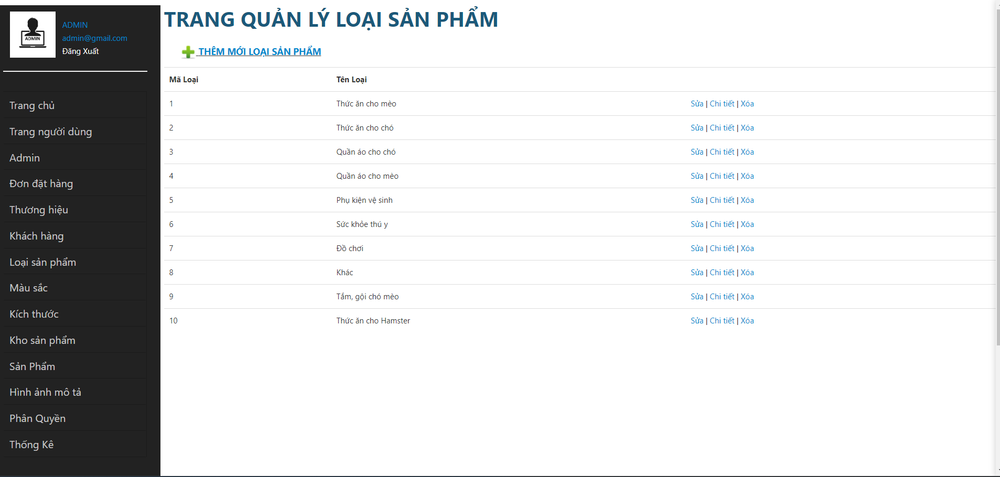 ADMIN
ADMIN
admin@gmail.com
Đăng Xuất
Trang chủ
Trang người dùng
Admin
Đơn đặt hàng
Thương hiệu
Khách hàng
Loại sản phẩm
Màu sắc
Kích thước
Kho sản phẩm
Sản Phẩm
Hình ảnh mô tả
Phân Quyền
Thống Kê
TRANG QUẢN LÝ LOẠI SẢN PHẨM
THÊM MỚI LOẠI SẢN PHẨM
Mã Loại Tên Loại
1 Thức ăn cho mèo Sửa | Chi tiết | Xóa
2 Thức ăn cho chó Sửa | Chi tiết | Xóa
3 Quần áo cho chó Sửa | Chi tiết | Xóa
4 Quần áo cho mèo Sửa | Chi tiết | Xóa
5 Phụ kiện vệ sinh Sửa | Chi tiết | Xóa
6 Sức khỏe thú y Sửa | Chi tiết | Xóa
7 Đồ chơi Sửa | Chi tiết | Xóa
8 Khác Sửa | Chi tiết | Xóa
9 Tắm, gội chó mèo Sửa | Chi tiết | Xóa
10 Thức ăn cho Hamster Sửa | Chi tiết | Xóa